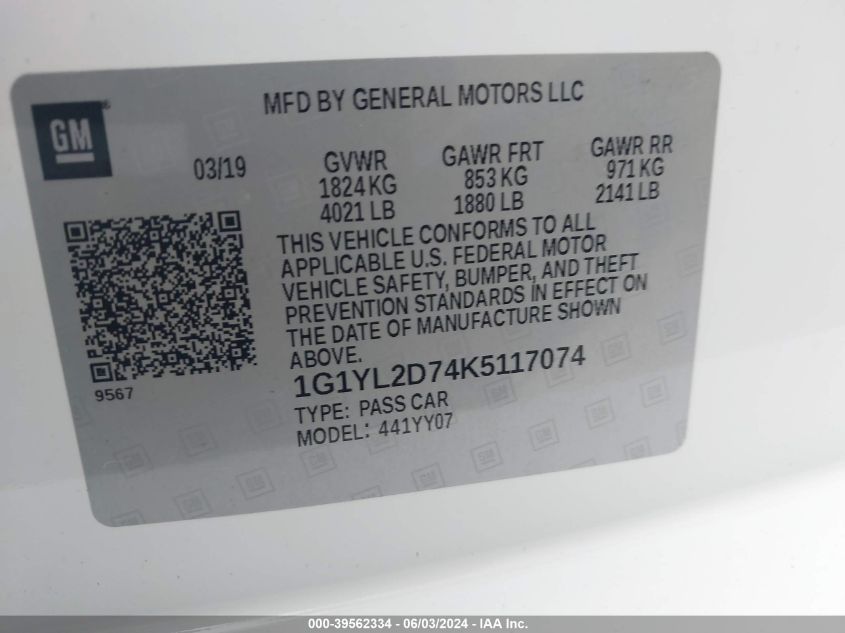 MFD BY GENERAL MOTORS LLC
GM
03/19
GVWR
1824 KG
4021 LB
GAWR FRT
853 KG
1880 LB
GAWR RR
971 KG
2141 LB
THIS VEHICLE CONFORMS TO ALL
APPLICABLE U.S. FEDERAL MOTOR
VEHICLE SAFETY, BUMPER, AND THEFT
PREVENTION STANDARDS IN EFFECT ON
THE DATE OF MANUFACTURE SHOWN
ABOVE.
9567
1G1YL2D74K5117074
TYPE: PASS CAR
MODEL: 441YY07
000-39562334 - 06/03/2024 - IAA Holdings, LLC.